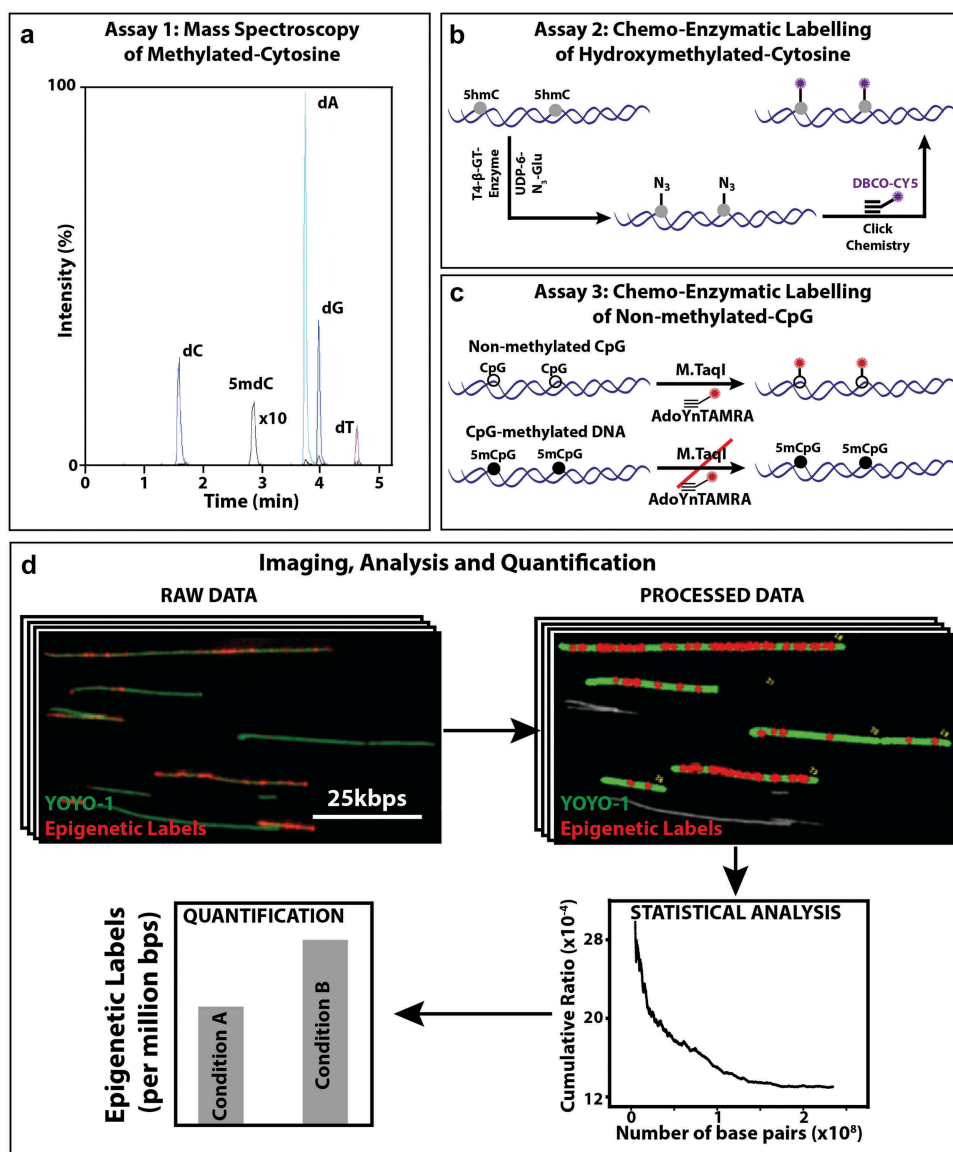 a
Assay 1: Mass Spectroscopy
of Methylated-Cytosine
100
Intensity (%)
0
dC
5mdC
x10
dA
dG
dT
0
1
2
3
4
5
Time (min)
b
Assay 2: Chemo-Enzymatic Labelling
of Hydroxymethylated-Cytosine
5hmC
5hmC
T4-β-GT-
Enzyme
UDP-6-
N3-Glu
N3
N3
DBCO-CY5
Click
Chemistry
c
Assay 3: Chemo-Enzymatic Labelling
of Non-methylated-CpG
Non-methylated CpG
CpG
CpG
M.TaqI
AdoYnTAMRA
CpG-methylated DNA
5mCpG
5mCpG
M.TaqI
AdoYnTAMRA
5mCpG
5mCpG
d
Imaging, Analysis and Quantification
RAW DATA
YOYO-1
Epigenetic Labels
25kbps
PROCESSED DATA
YOYO-1
Epigenetic Labels
STATISTICAL ANALYSIS
Cumulative Ratio (x10-4)
28
20
12
0
1
2
Number of base pairs (x10⁸)
QUANTIFICATION
Epigenetic Labels
(per million bps)
Condition A
Condition B